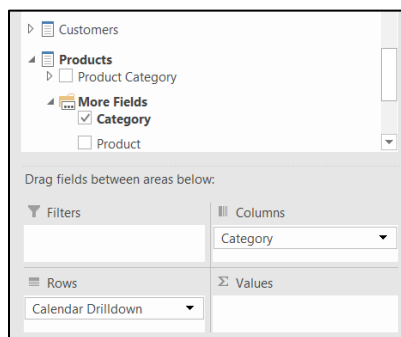 Customers
Products
Product Category
More Fields
Category
Product
Drag fields between areas below:
Filters
Columns
Category
Rows
Σ Values
Calendar Drilldown